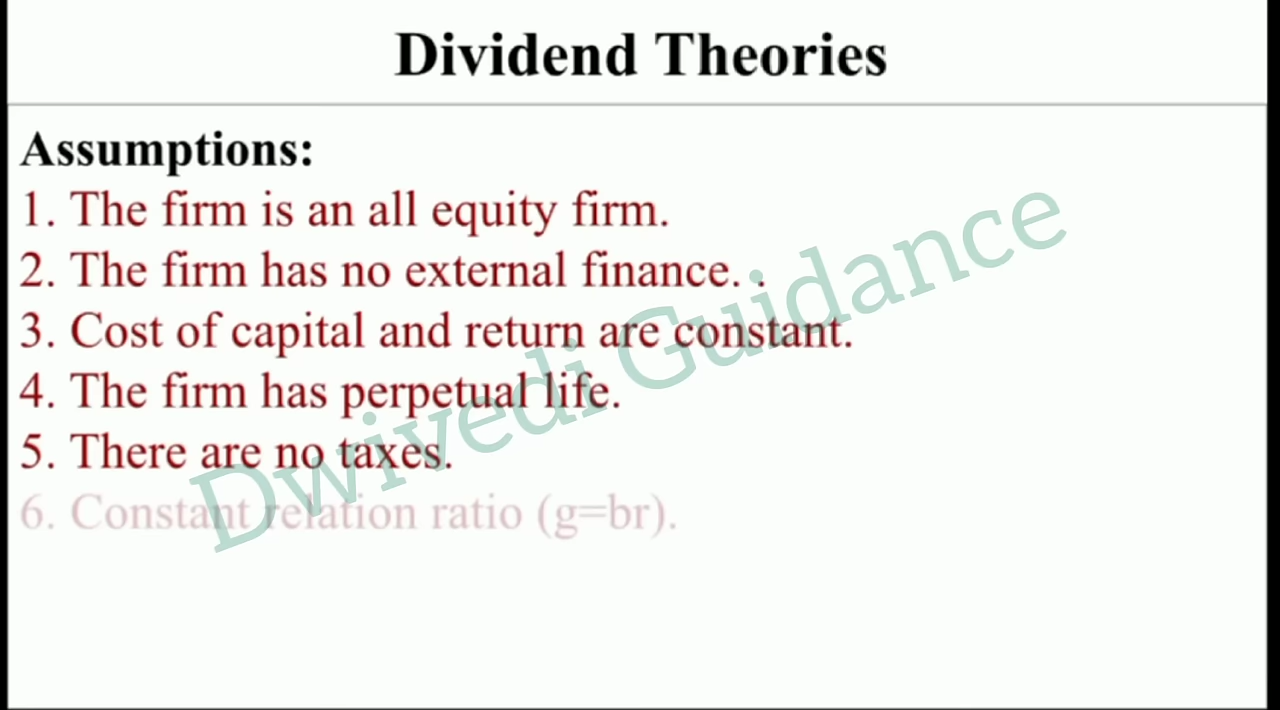 Dividend Theories
Assumptions:
1. The firm is an all equity firm.
2. The firm has no external finance. .
3. Cost of capital and return are constant.
4. The firm has perpetual life.
5. There are no taxes.
6. Constant relation ratio (g=br).
Dwivedi Guidance